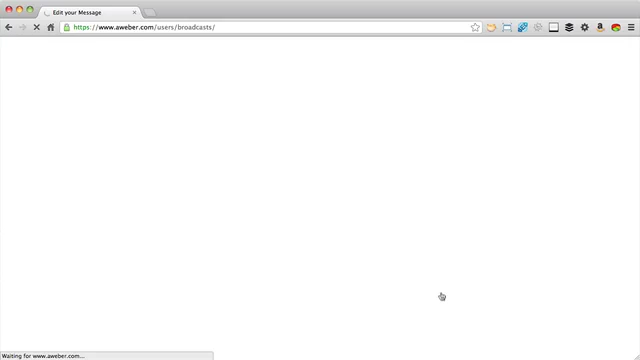 Edit your Message
https://www.aweber.com/users/broadcasts/
Waiting for www.aweber.com...